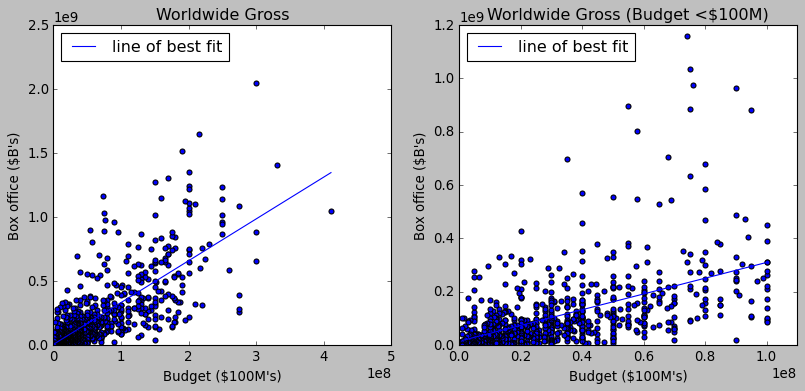 Worldwide Gross
1e9
2.5
2.0
1.5
1.0
0.5
0.0
Box office ($B's)
line of best fit
0 1 2 3 4 5
Budget ($100M's)
1e8
Worldwide Gross (Budget <$100M)
1e9
1.2
1.0
0.8
0.6
0.4
0.2
0.0
Box office ($B's)
line of best fit
0.0 0.2 0.4 0.6 0.8 1.0
Budget ($100M's)
1e8